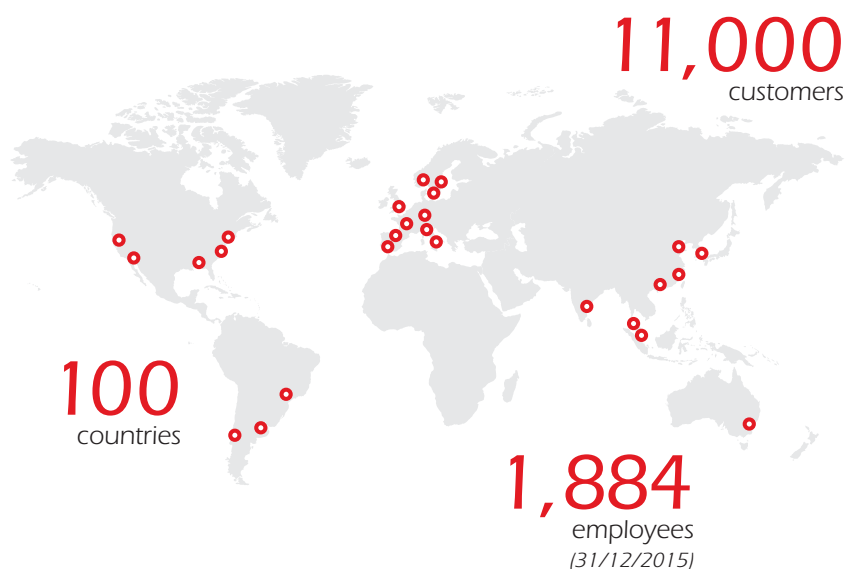 11,000
customers
100
countries
1,884
employees
(31/12/2015)